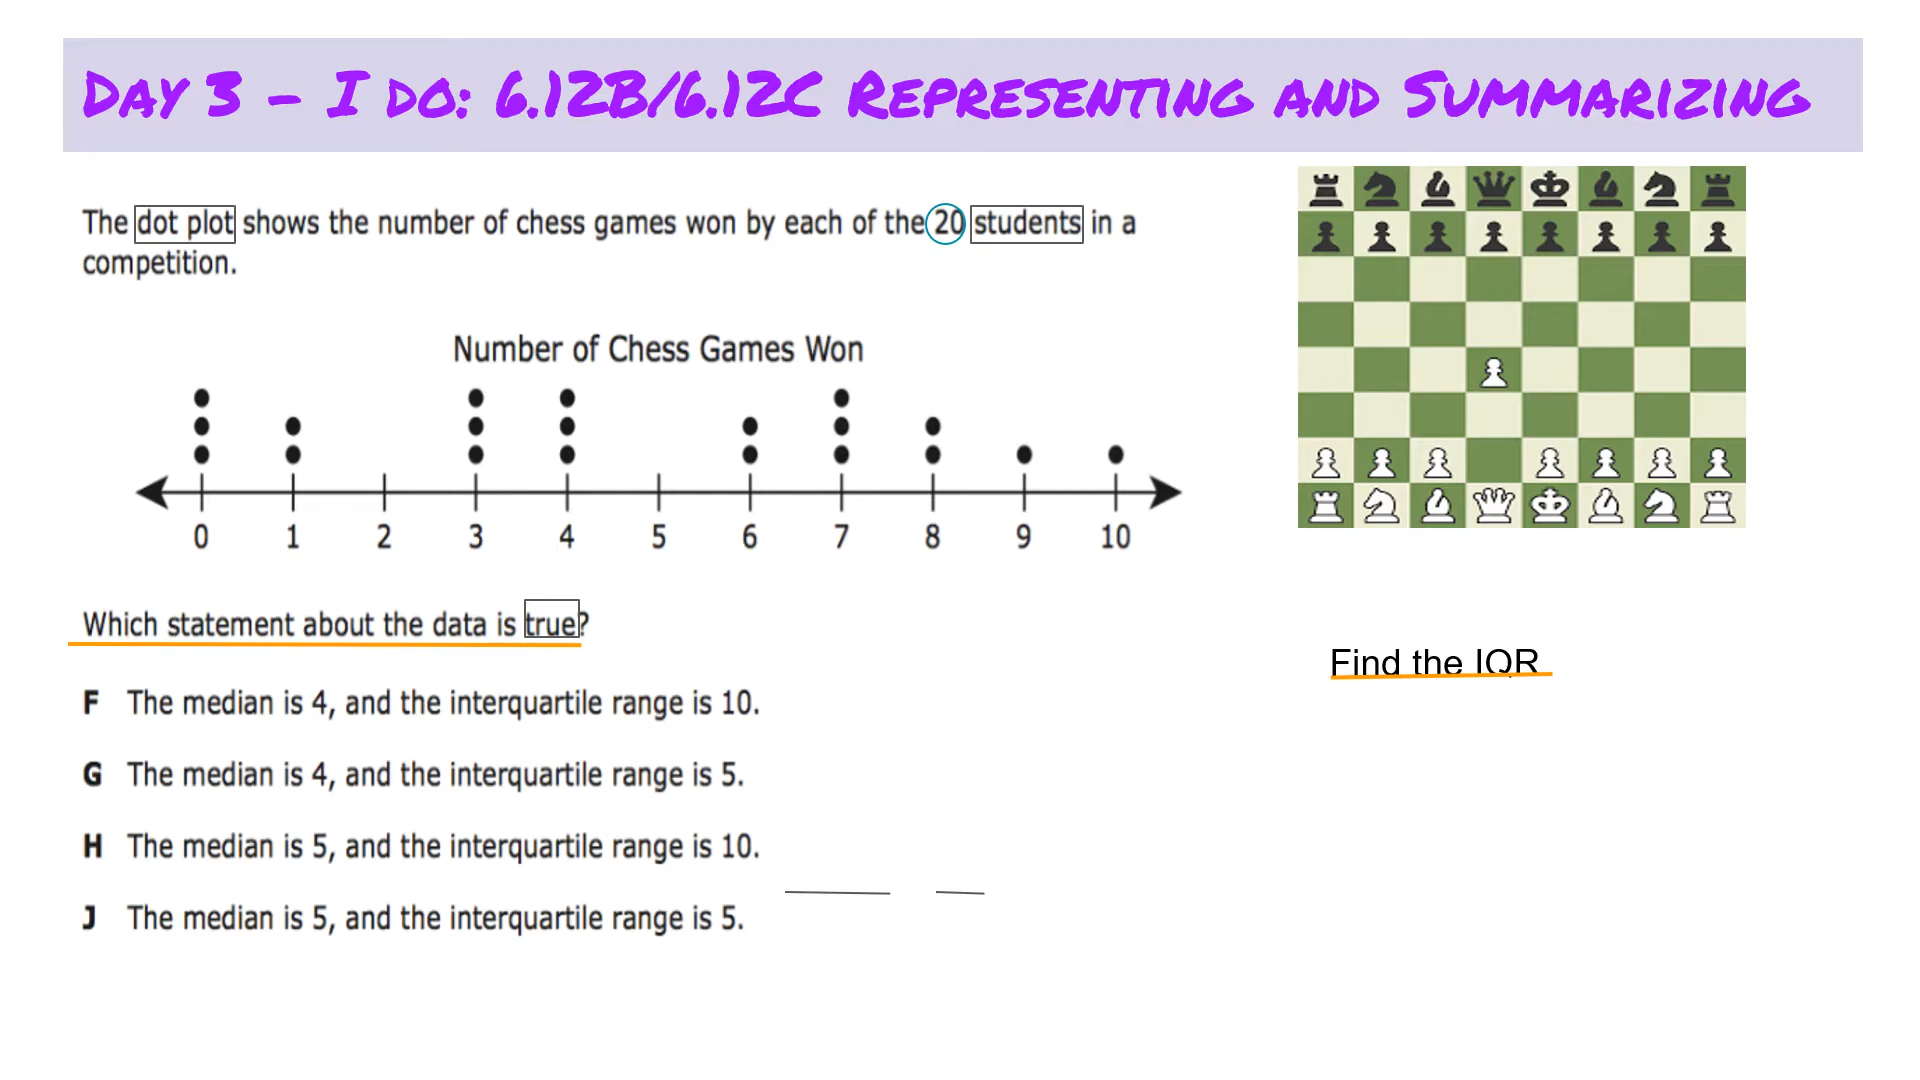 DAY 3 - I DO: 6.12B/6.12C REPRESENTING AND SUMMARIZING
The dot plot shows the number of chess games won by each of the 20 students in a
competition.
Number of Chess Games Won
0 1 2 3 4 5 6 7 8 9 10
Which statement about the data is true?
F The median is 4, and the interquartile range is 10.
G The median is 4, and the interquartile range is 5.
H The median is 5, and the interquartile range is 10.
J The median is 5, and the interquartile range is 5.
Find the IQR